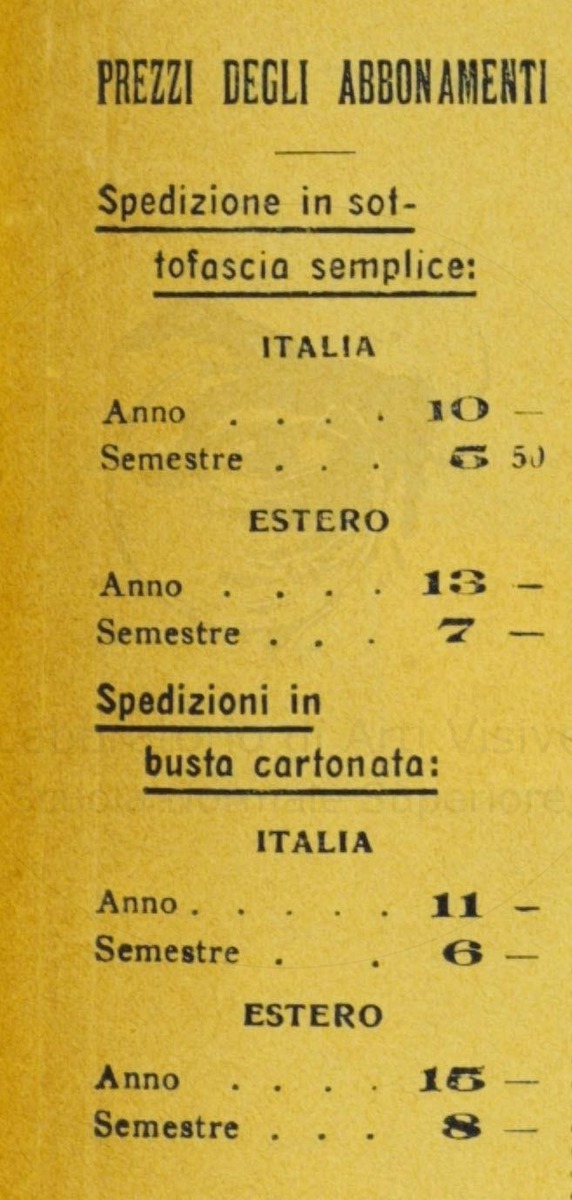 PREZZI DEGLI ABBONAMENTI
Spedizione in sot-
tofascia semplice:
ITALIA
Anno . . . . 10 —
Semestre . . . 5 50
ESTERO
Anno . . . . 13 —
Semestre . . . 7 —
Spedizioni in
busta cartonata:
ITALIA
Anno . . . . . 11 —
Semestre . . 6 —
ESTERO
Anno . . . . 15 —
Semestre . . . 8 —